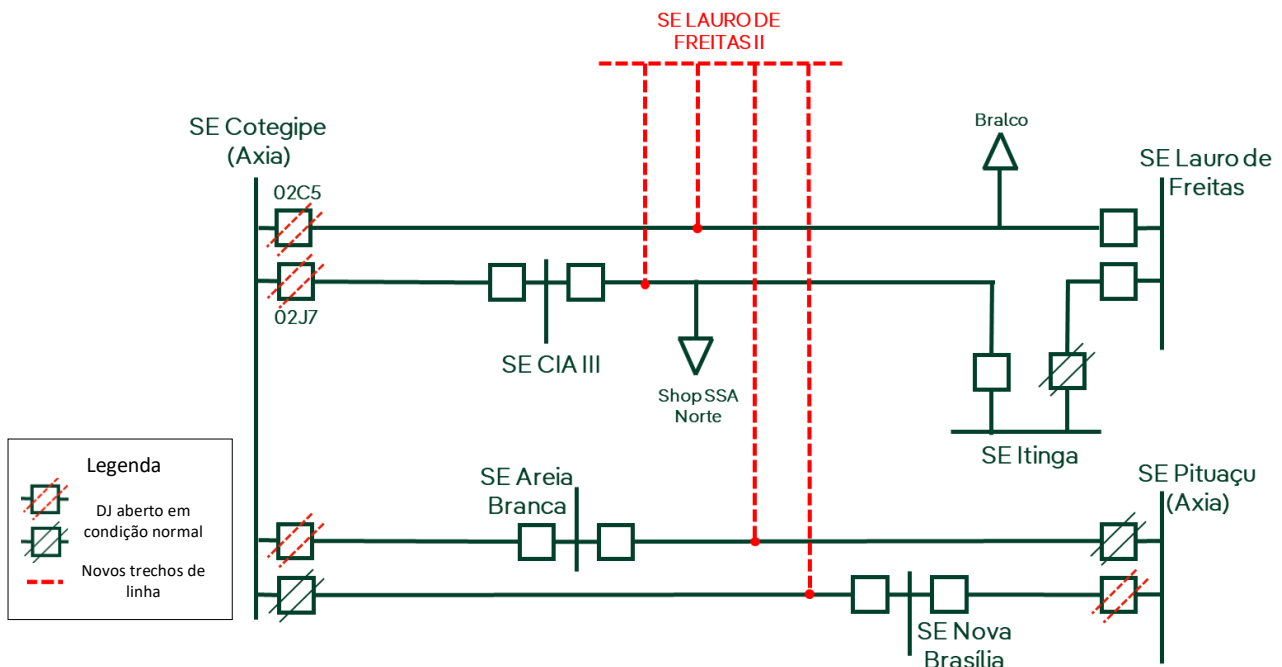 SE LAURO DE
FREITAS II
SE Cotegipe
(Axia)
Bralco
SE Lauro de
Freitas
02C5
02J7
SE CIA III
Shop SSA
Norte
SE Itinga
Legenda
DJ aberto em
condição normal
Novos trechos de
linha
SE Areia
Branca
SE Pituaçu
(Axia)
SE Nova
Brasília